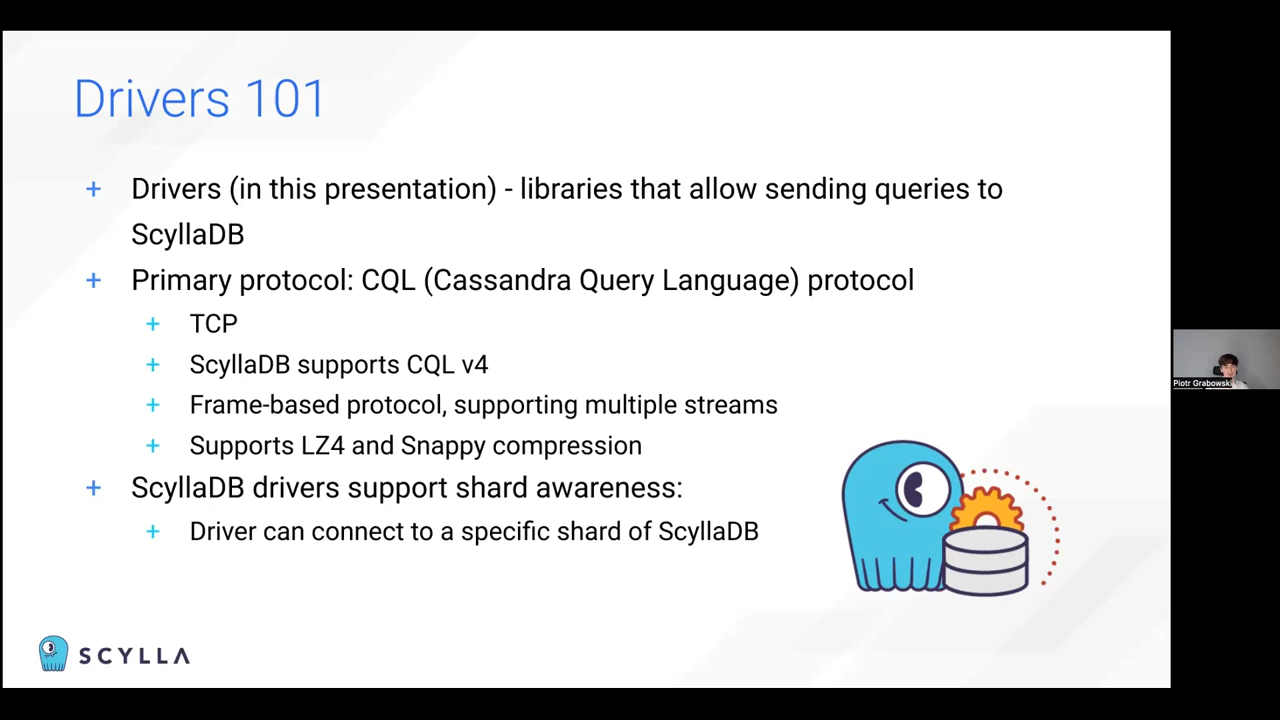 Drivers 101
+ Drivers (in this presentation) - libraries that allow sending queries to
ScyllaDB
+ Primary protocol: CQL (Cassandra Query Language) protocol
+ TCP
+ ScyllaDB supports CQL v4
+ Frame-based protocol, supporting multiple streams
+ Supports LZ4 and Snappy compression
+ ScyllaDB drivers support shard awareness:
+ Driver can connect to a specific shard of ScyllaDB
SCYLLA
Piotr Grabowski